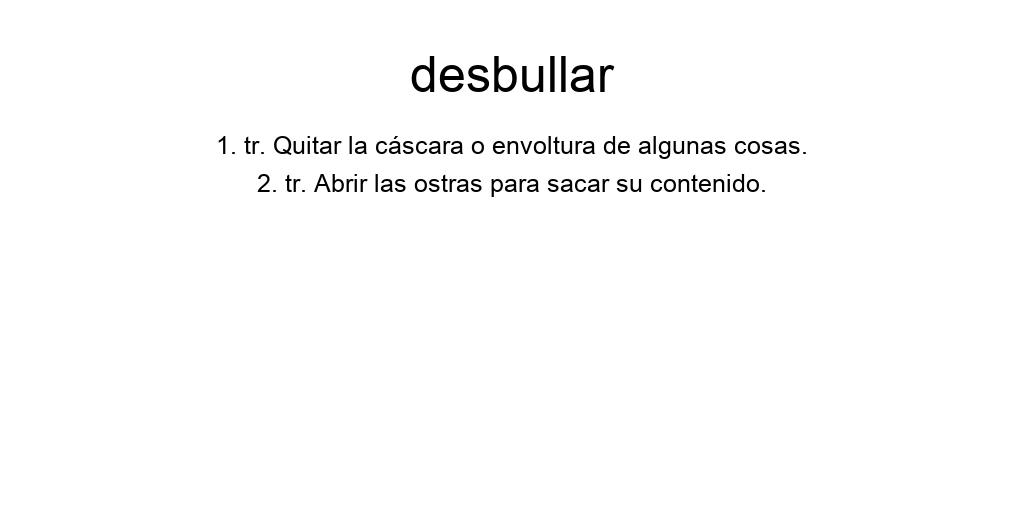 desbullar
1. tr. Quitar la cáscara o envoltura de algunas cosas.
2. tr. Abrir las ostras para sacar su contenido.